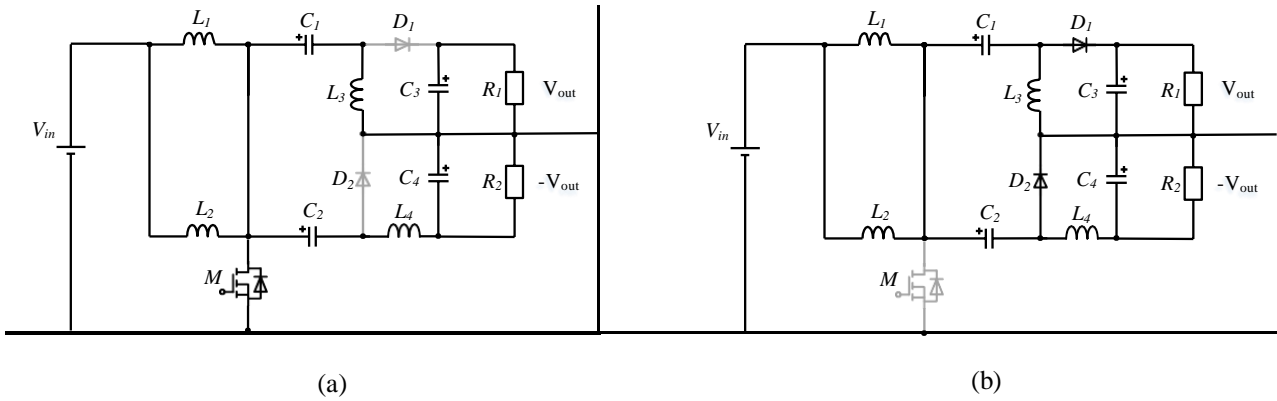 L1
C1
D1
L3
C3
R1
Vout
Vin
D2
C4
R2
-Vout
L2
C2
L4
M
(a)
L1
C1
D1
L3
C3
R1
Vout
Vin
D2
C4
R2
-Vout
L2
C2
L4
M
(b)